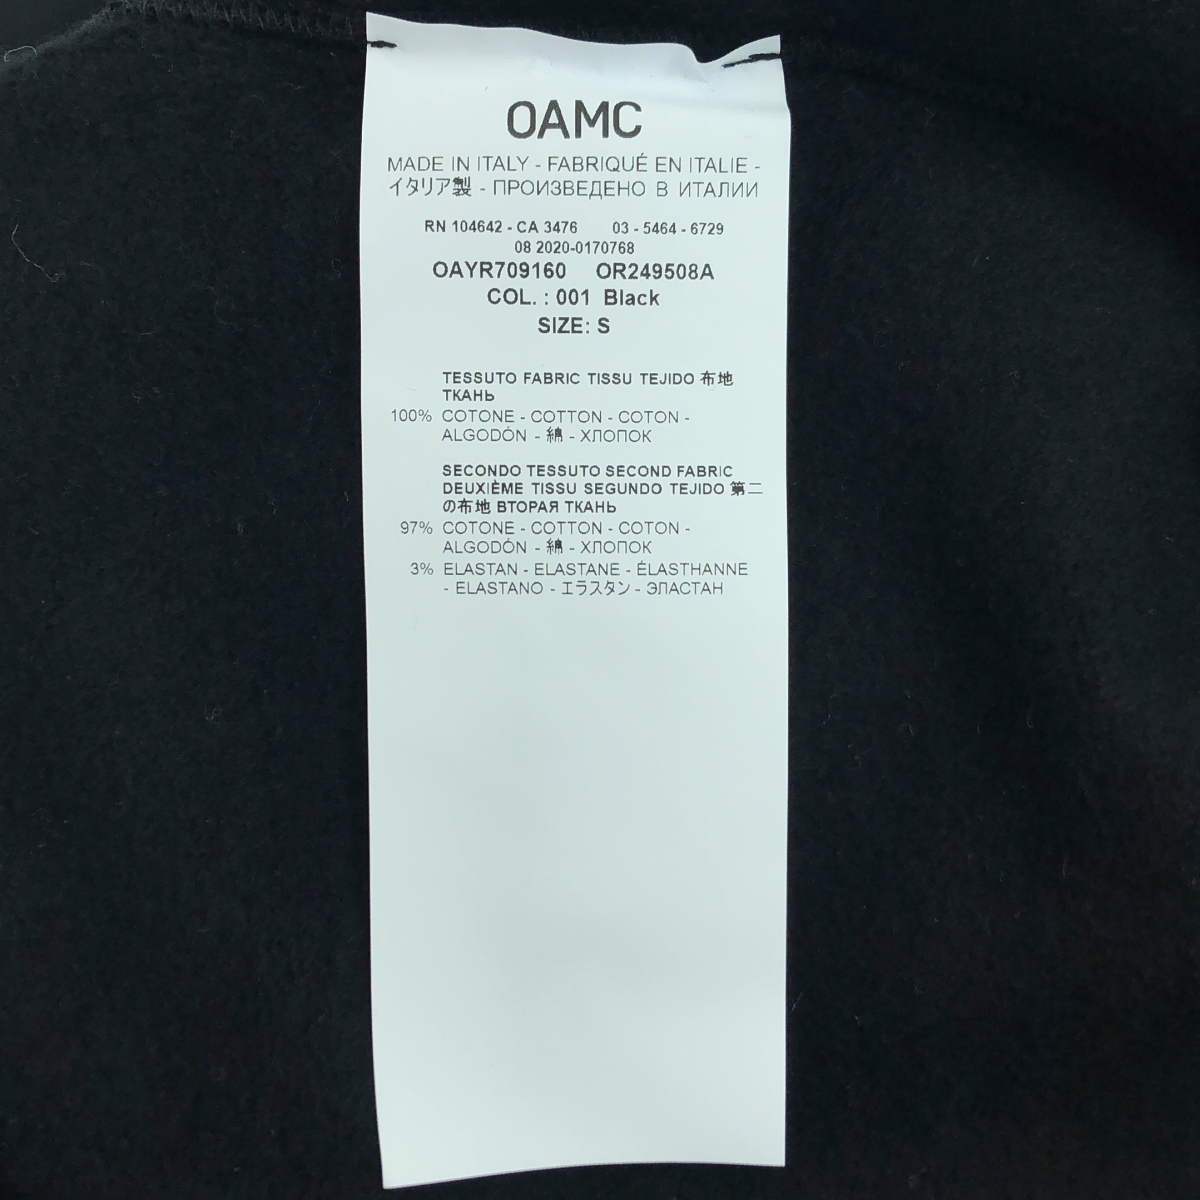 OAMC
MADE IN ITALY - FABRIQUÉ EN ITALIE -
イタリア製 - ПРОИЗВЕДЕНО В ИТАЛИИ
RN 104642 - CA 3476 03 - 5464 - 6729
08 2020-0170768
OAYR709160 OR249508A
COL. : 001 Black
SIZE: S
TESSUTO FABRIC TISSU TEJIDO 布地
ТКАНЬ
100% COTONE - COTTON - COTON -
ALGODÓN - 綿 - ХЛОПОК
SECONDO TESSUTO SECOND FABRIC
DEUXIÈME TISSU SEGUNDO TEJIDO 第二
の布地 ВТОРАЯ ТКАНЬ
97% COTONE - COTTON - COTON -
ALGODÓN - 綿 - ХЛОПОК
3% ELASTAN - ELASTANE - ÉLASTHANNE
- ELASTANO - エラスタン - ЭЛАСТАН